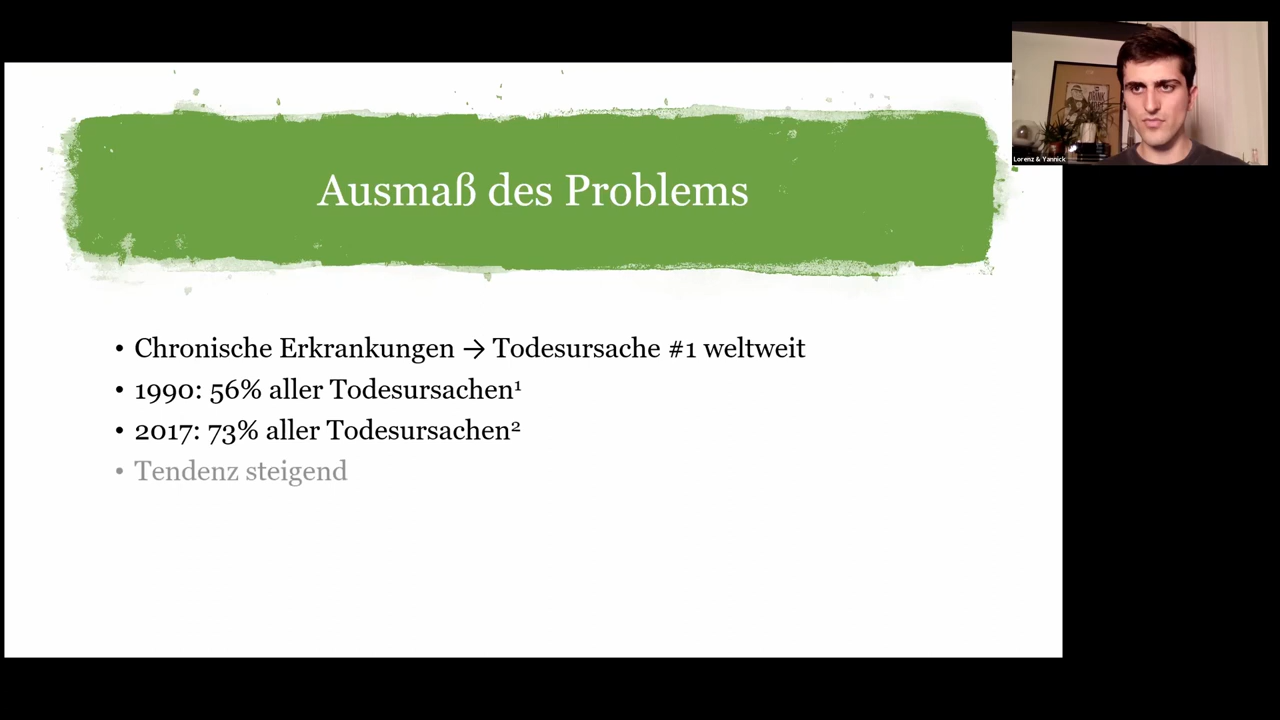 Ausmaß des Problems
• Chronische Erkrankungen → Todesursache #1 weltweit
• 1990: 56% aller Todesursachen¹
• 2017: 73% aller Todesursachen²
• Tendenz steigend
Lorenz & Yannick